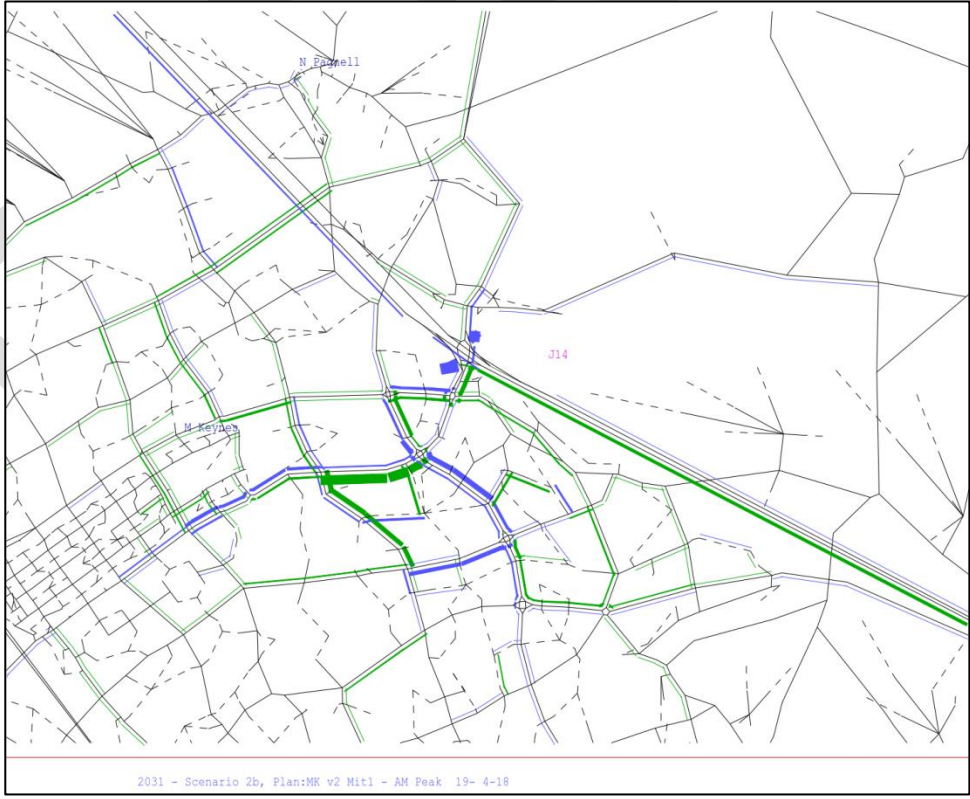 N Pagnell
J14
M Keynes
2031 - Scenario 2b, Plan:MK v2 Mit1 - AM Peak 19- 4-18